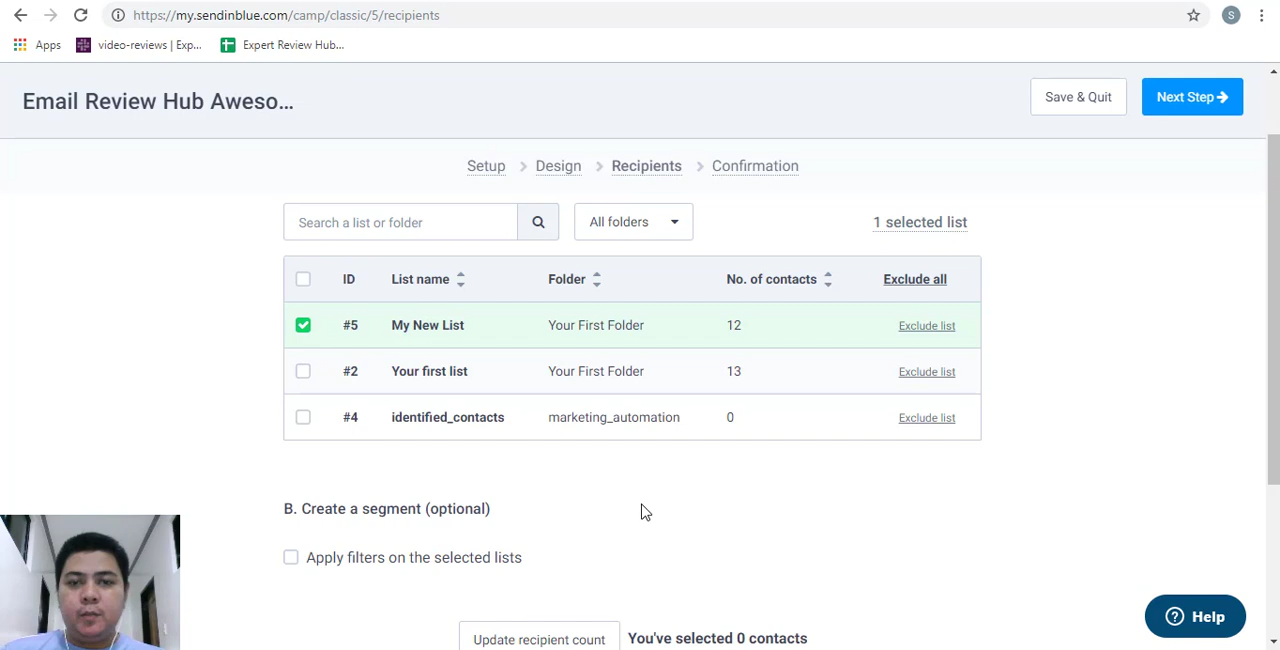 https://my.sendinblue.com/camp/classic/5/recipients
S
Apps
video-reviews | Exp...
Expert Review Hub...
Email Review Hub Aweso...
Save & Quit
Next Step
Setup
Design
Recipients
Confirmation
Search a list or folder
All folders
1 selected list
ID List name Folder No. of contacts Exclude all
#5 My New List Your First Folder 12 Exclude list
#2 Your first list Your First Folder 13 Exclude list
#4 identified_contacts marketing_automation 0 Exclude list
B. Create a segment (optional)
Apply filters on the selected lists
Update recipient count
You've selected 0 contacts
? Help